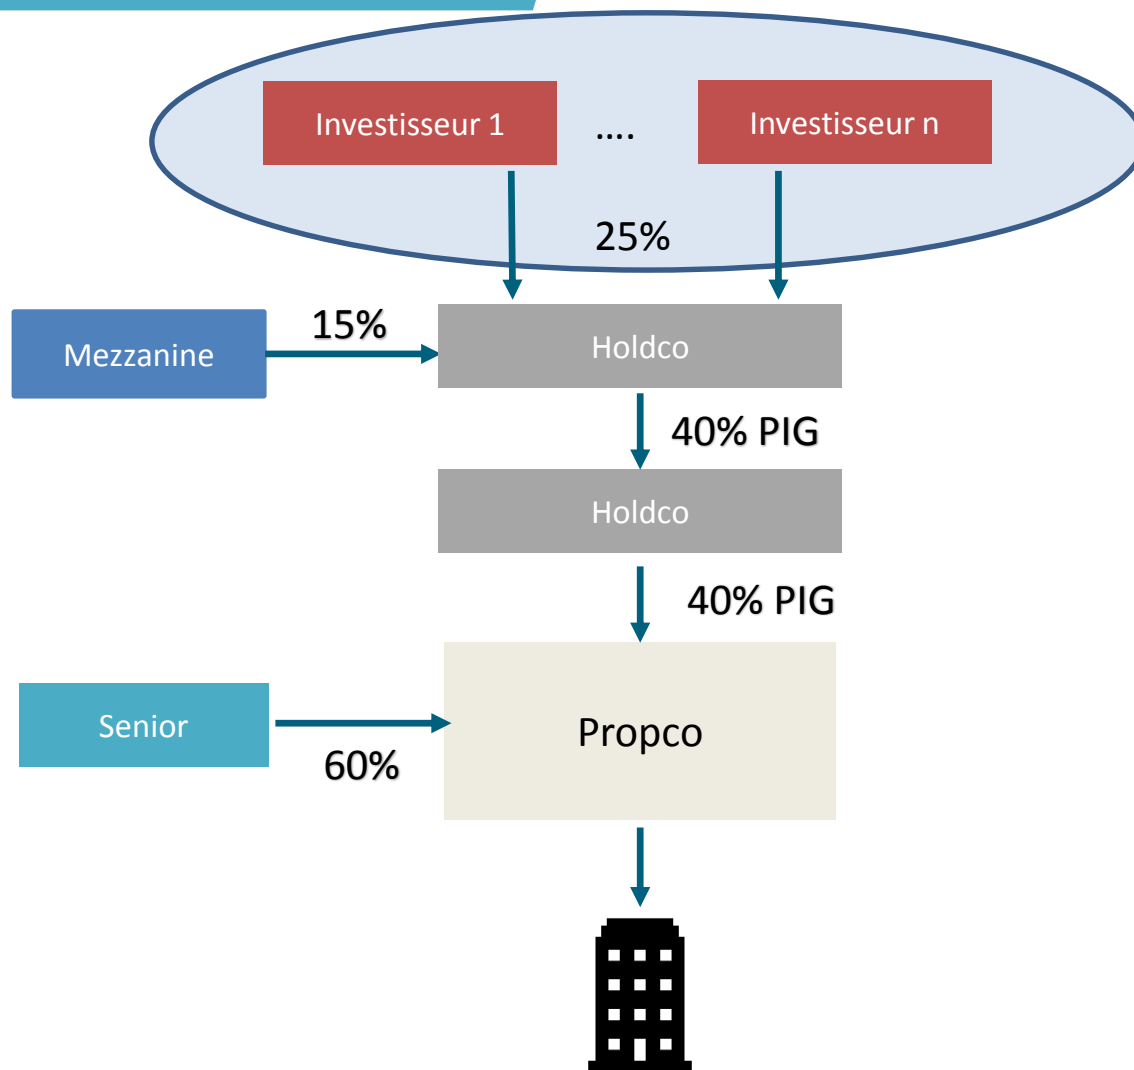 Investisseur 1
....
Investisseur n
25%
15%
Mezzanine
Holdco
40% PIG
Holdco
40% PIG
Senior
Propco
60%